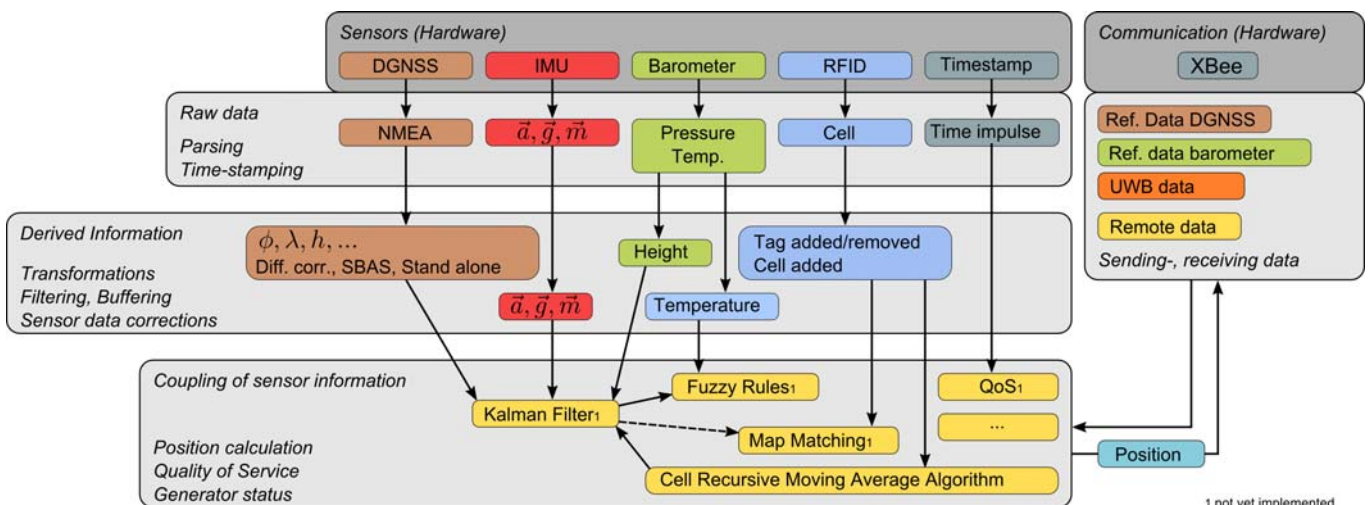 Sensors (Hardware)
DGNSS
IMU
Barometer
RFID
Timestamp
Communication (Hardware)
XBee
Raw data
Parsing
Time-stamping
NMEA
a⃗, g⃗, m⃗
Pressure
Temp.
Cell
Time impulse
Ref. Data DGNSS
Ref. data barometer
UWB data
Remote data
Sending-, receiving data
Derived Information
Transformations
Filtering, Buffering
Sensor data corrections
ϕ, λ, h, ...
Diff. corr., SBAS, Stand alone
a⃗, g⃗, m⃗
Height
Temperature
Tag added/removed
Cell added
Coupling of sensor information
Position calculation
Quality of Service
Generator status
Kalman Filter1
Fuzzy Rules1
Map Matching1
Cell Recursive Moving Average Algorithm
QoS1
...
Position
1 not yet implemented